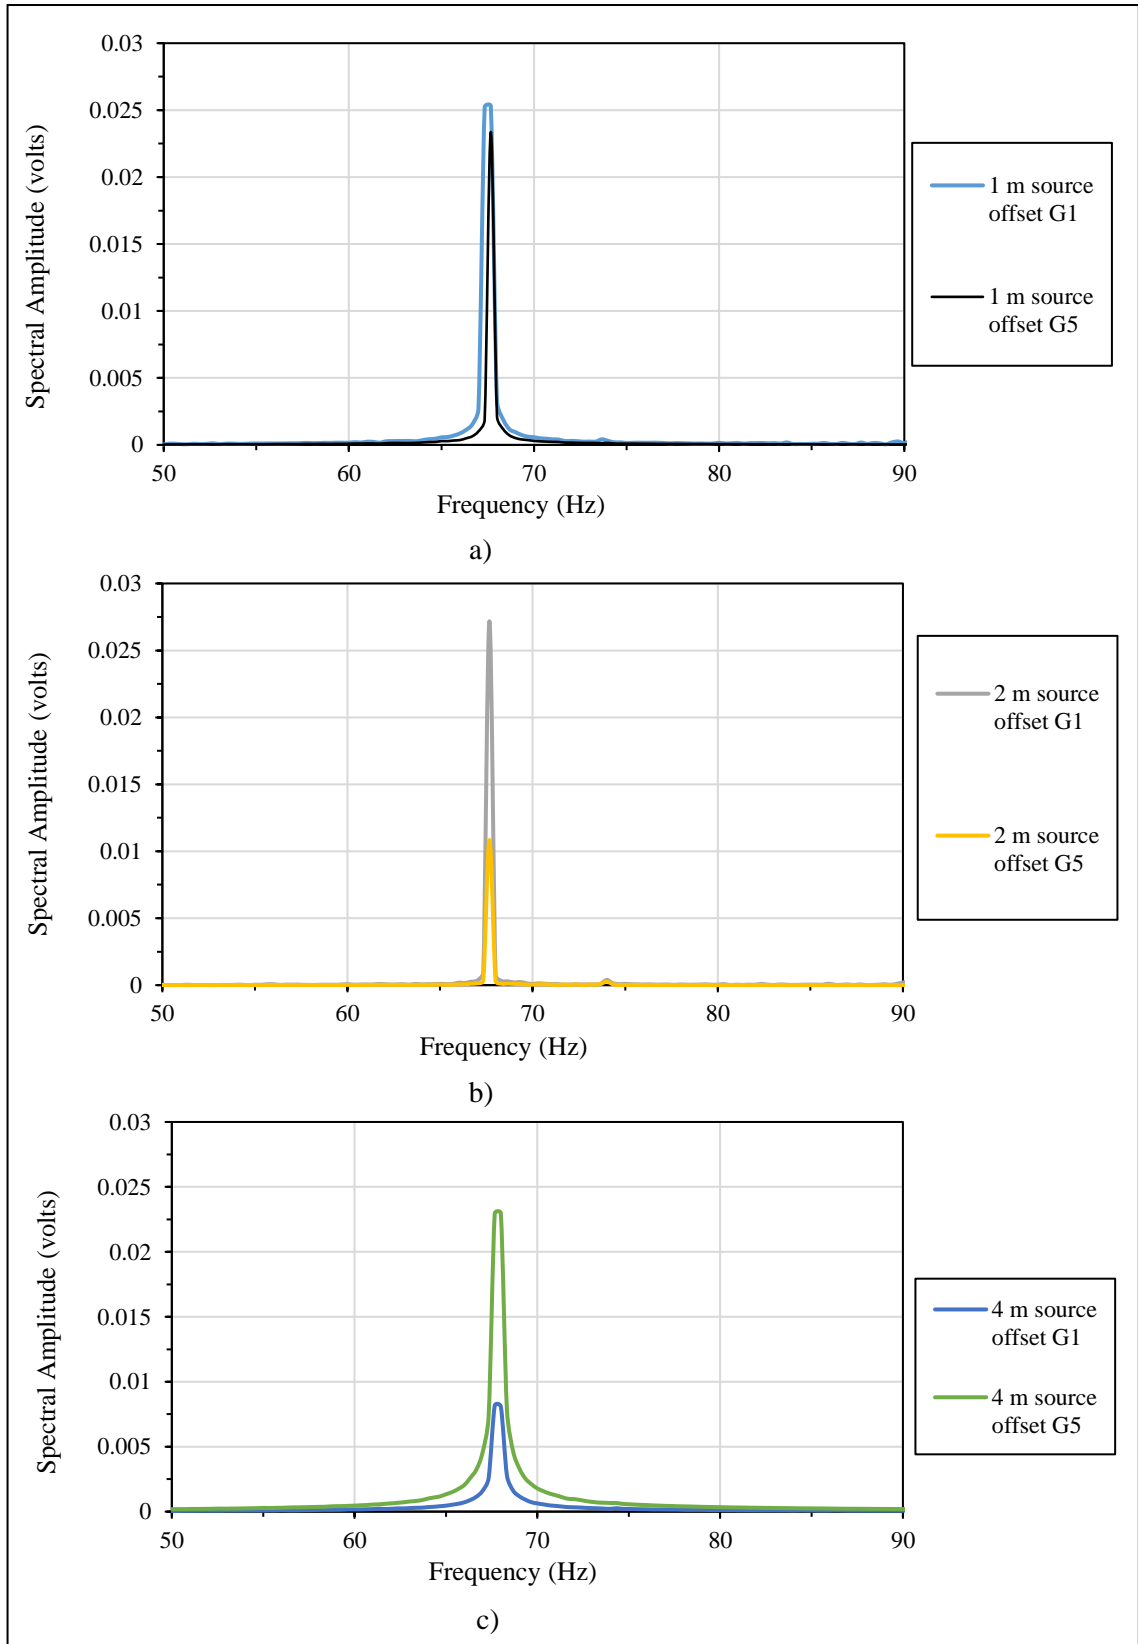 0.03
0.025
0.02
0.015
0.01
0.005
0
Spectral Amplitude (volts)
50
60
70
80
90
Frequency (Hz)
1 m source
offset G1
1 m source
offset G5
a)
0.03
0.025
0.02
0.015
0.01
0.005
0
Spectral Amplitude (volts)
50
60
70
80
90
Frequency (Hz)
2 m source
offset G1
2 m source
offset G5
b)
0.03
0.025
0.02
0.015
0.01
0.005
0
Spectral Amplitude (volts)
50
60
70
80
90
Frequency (Hz)
4 m source
offset G1
4 m source
offset G5
c)